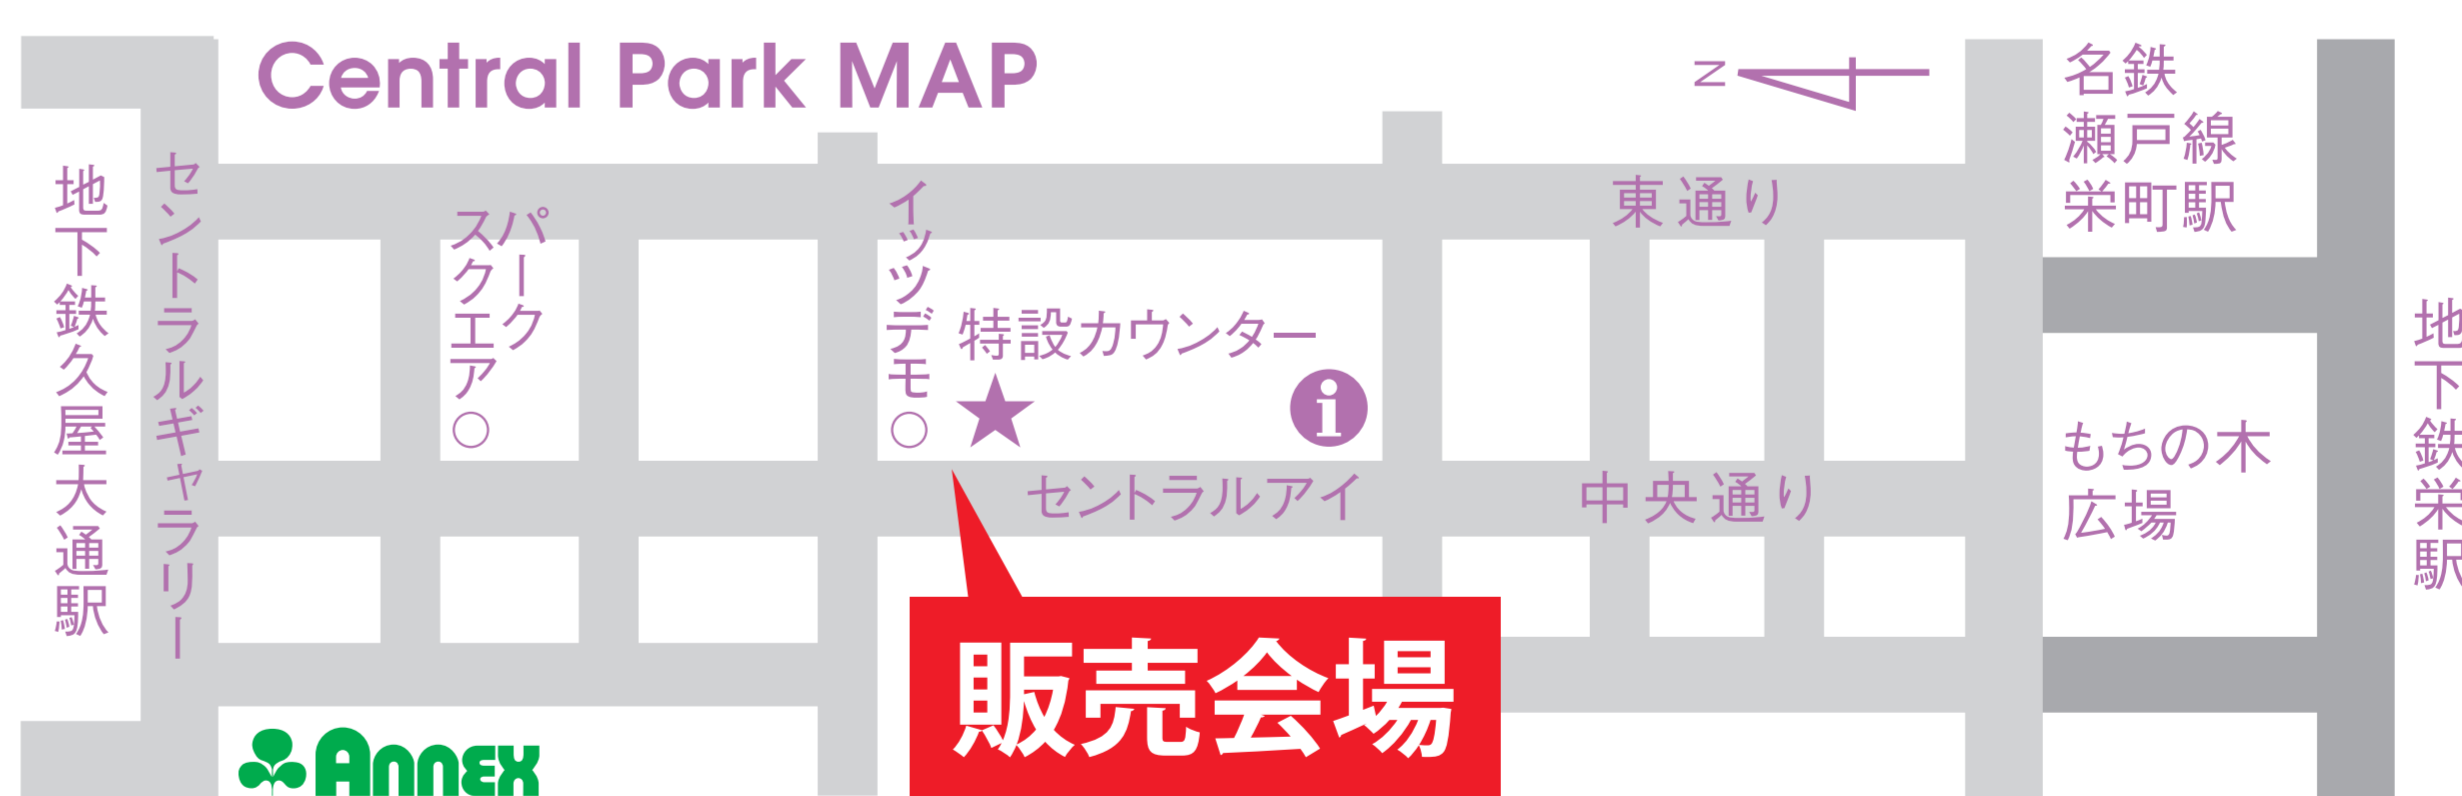 Central Park MAP
N
名鉄
瀬戸線
栄町駅
地下鉄久屋大通駅
セントラルギャラリー
パーク
スクエア○
イッツデモ○
特設カウンター
★
i
東通り
セントラルアイ
中央通り
もちの木
広場
地下鉄栄駅
販売会場
ANNEX